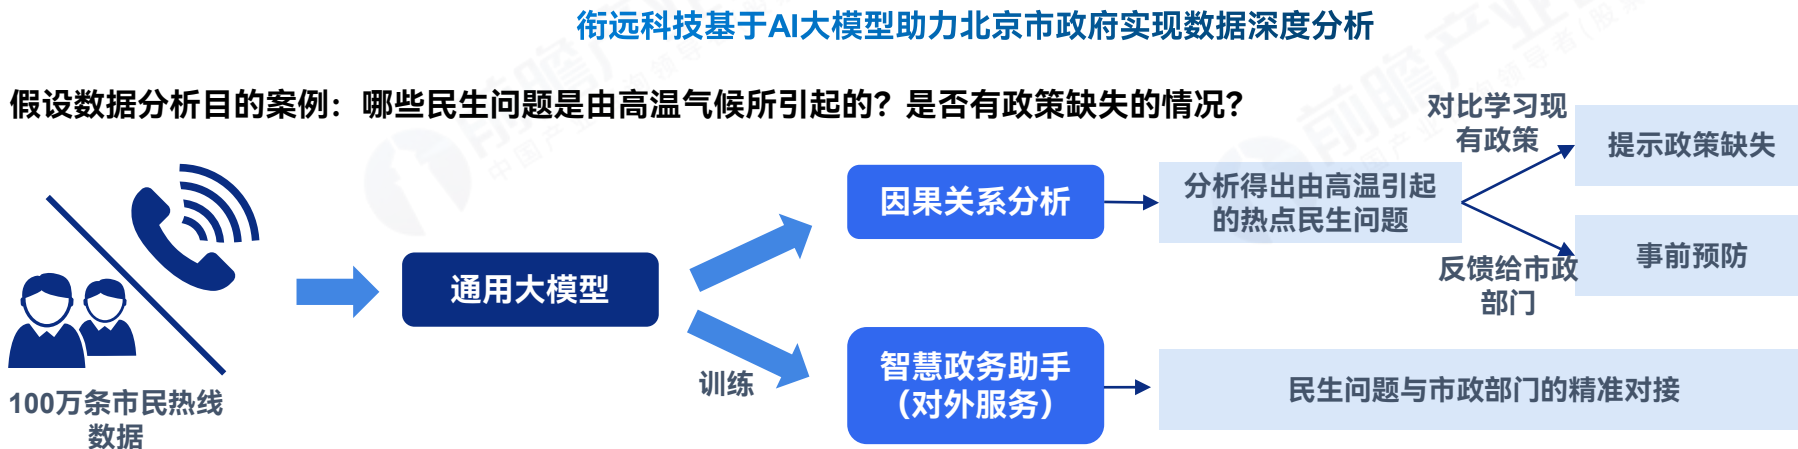 衔远科技基于AI大模型助力北京市政府实现数据深度分析
假设数据分析目的案例：哪些民生问题是由高温气候所引起的？是否有政策缺失的情况？
100万条市民热线
数据
通用大模型
训练
因果关系分析
分析得出由高温引起
的热点民生问题
对比学习现
有政策
提示政策缺失
反馈给市政
部门
事前预防
智慧政务助手
（对外服务）
民生问题与市政部门的精准对接
前瞻产业